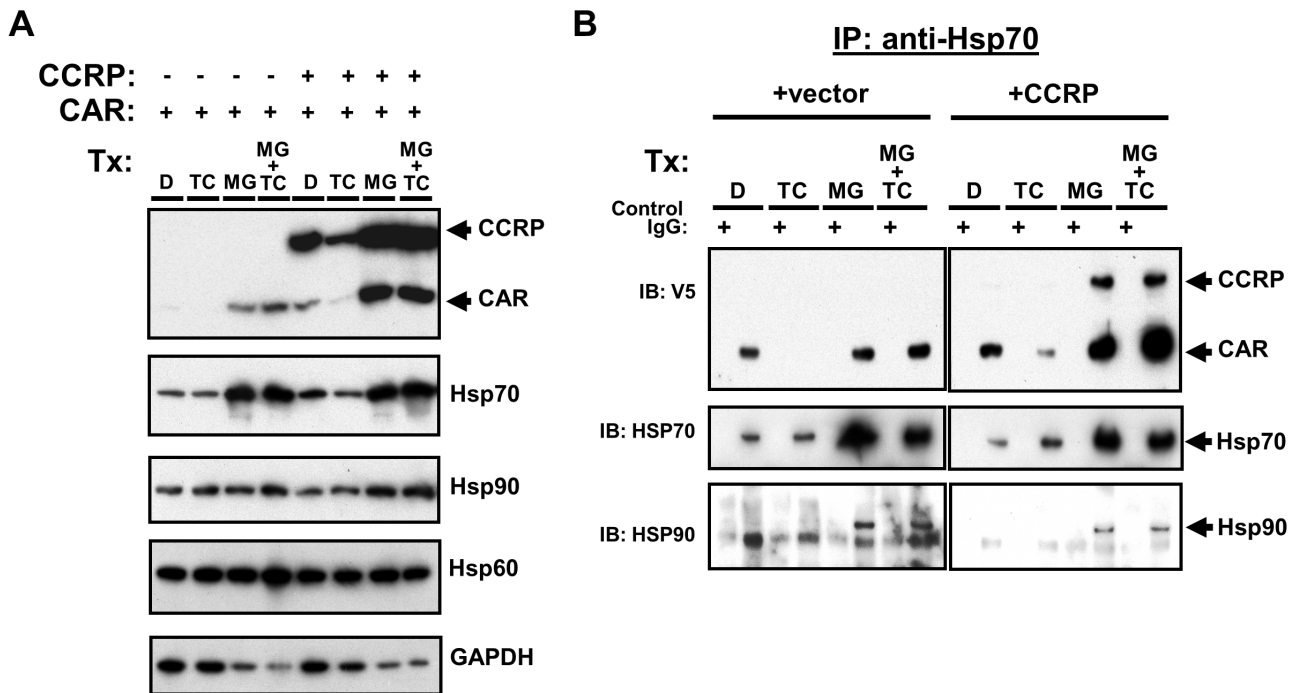 A
CCRP: - - - - + + + +
CAR: + + + + + + + +
Tx: D TC MG MG + TC D TC MG MG + TC
CCRP
CAR
Hsp70
Hsp90
Hsp60
GAPDH
B
IP: anti-Hsp70
+vector +CCRP
Tx: D TC MG MG + TC D TC MG MG + TC
Control
IgG: + + + + + + + +
IB: V5
CCRP
CAR
IB: HSP70
Hsp70
IB: HSP90
Hsp90